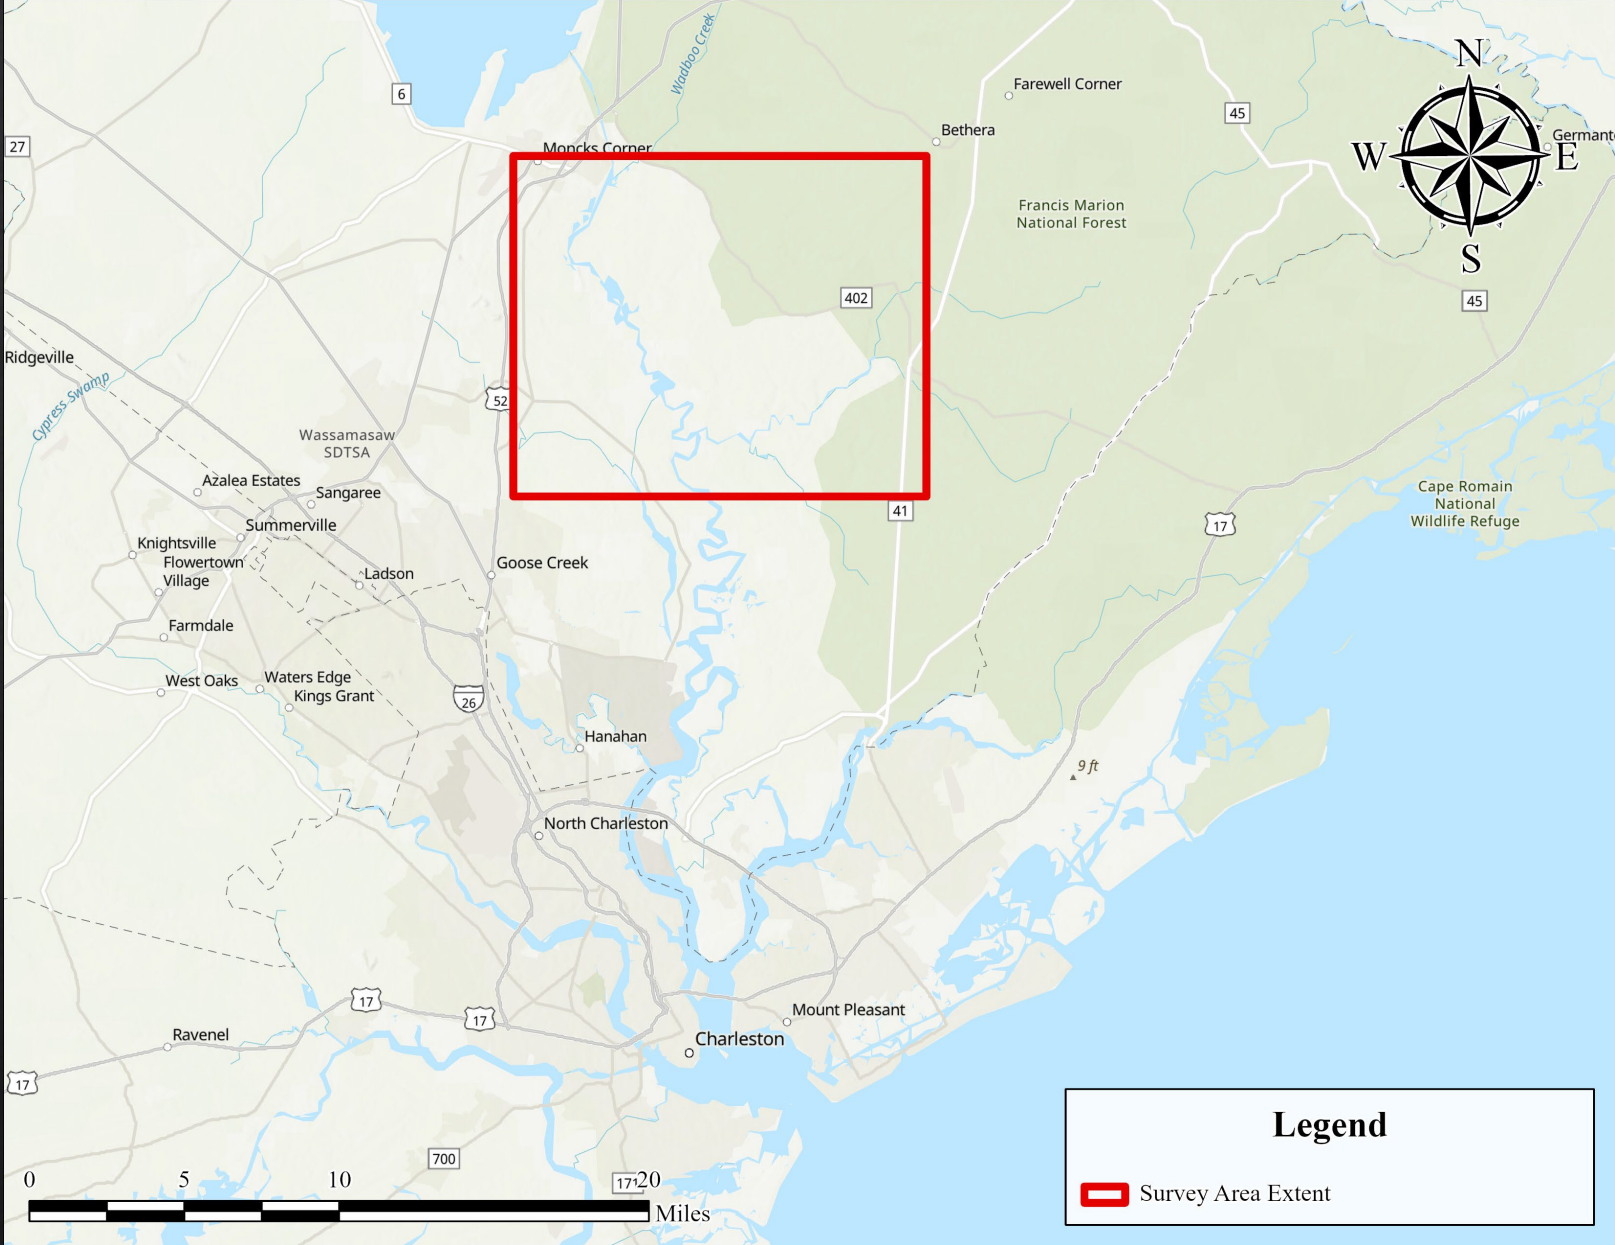 Wadboo Creek
N
Farewell Corner
6
45
27
Bethera
Germant
Moncks Corner
W
E
Francis Marion
National Forest
S
402
45
Ridgeville
Cypress Swamp
52
Wassamasaw
SDTSA
Azalea Estates
Sangaree
Cape Romain
National
Wildlife Refuge
41
17
Summerville
Knightsville
Flowertown
Village
Goose Creek
Ladson
Farmdale
West Oaks
Waters Edge
Kings Grant
26
Hanahan
9 ft
North Charleston
17
17
Mount Pleasant
Ravenel
Charleston
17
Legend
700
171
0
5
10
20
Miles
Survey Area Extent